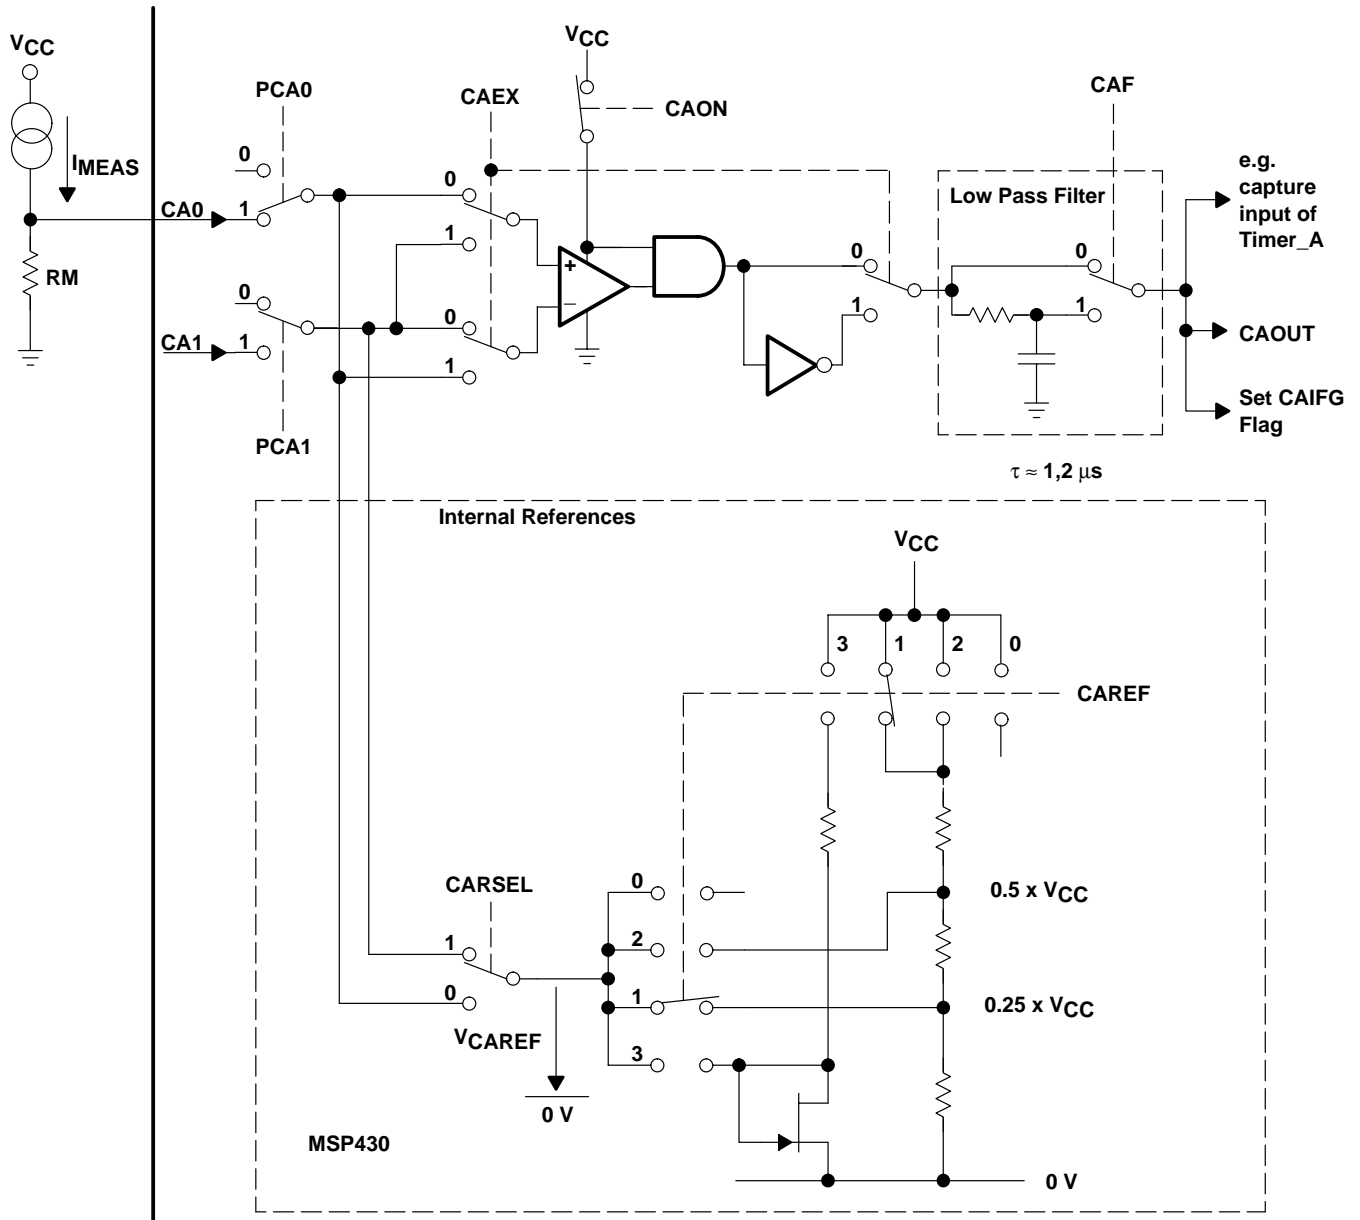 VCC
IMEAS
RM
CA0
CA1
PCA0
0
1
0
1
PCA1
CAEX
0
1
0
1
VCC
CAON
+
−
0
1
CAF
Low Pass Filter
0
1
τ ≈ 1,2 μs
e.g.
capture
input of
Timer_A
CAOUT
Set CAIFG
Flag
Internal References
VCC
3
1
2
0
CAREF
CARSEL
1
0
VCAREF
0 V
0
2
1
3
0.5 x VCC
0.25 x VCC
0 V
MSP430